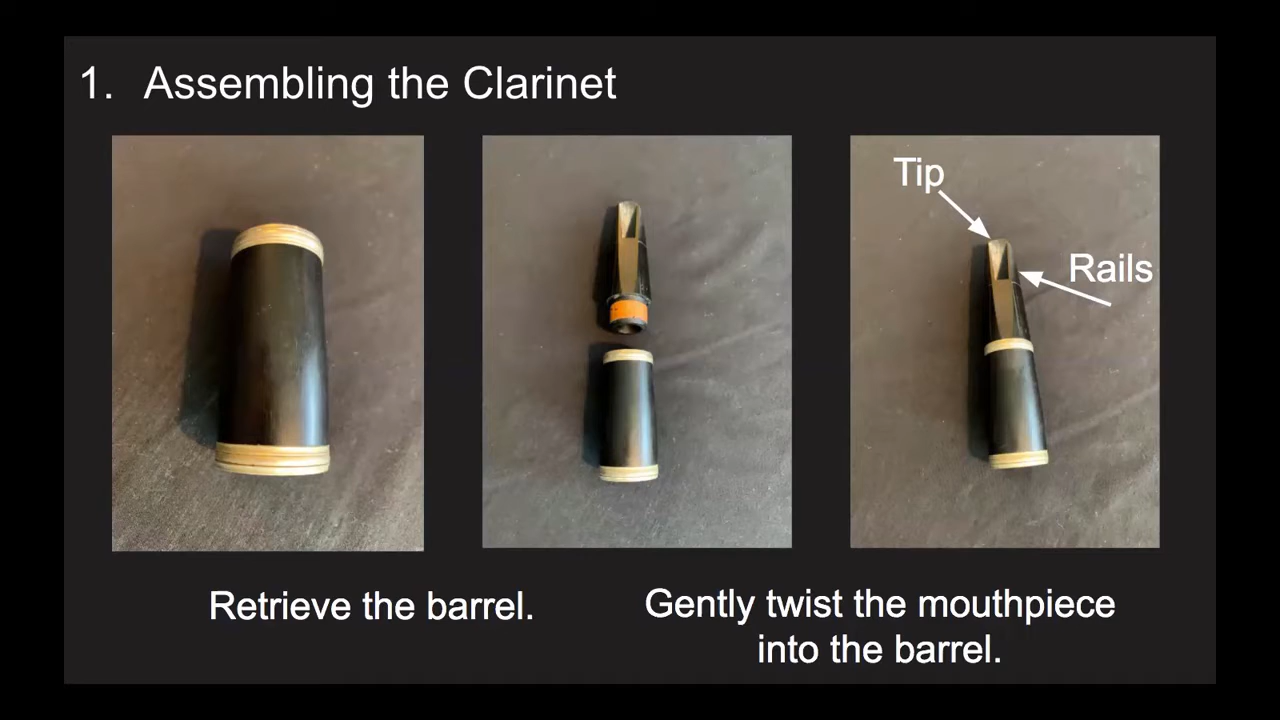 1. Assembling the Clarinet
Tip
Rails
Retrieve the barrel.
Gently twist the mouthpiece
into the barrel.